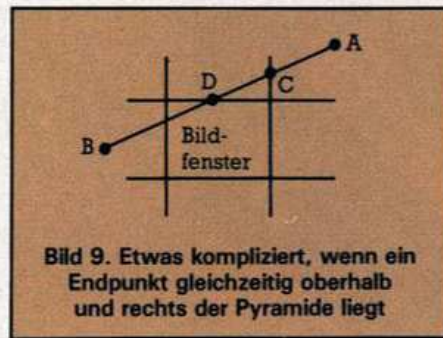 A
D
C
B
Bild-
fenster
Bild 9. Etwas kompliziert, wenn ein
Endpunkt gleichzeitig oberhalb
und rechts der Pyramide liegt